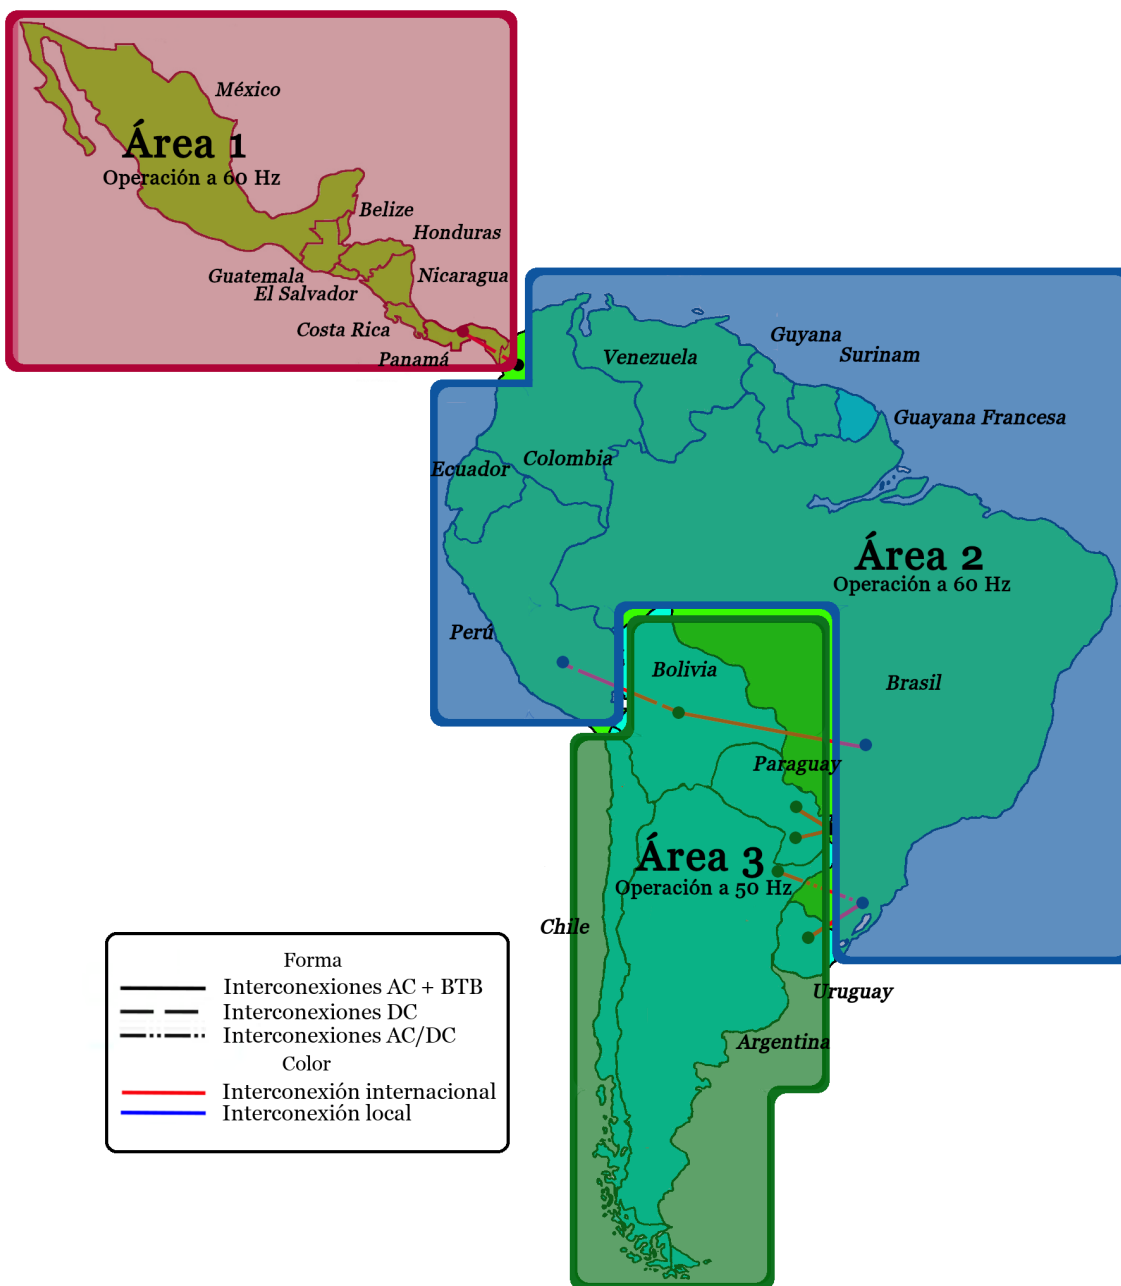 México
Área 1
Operación a 60 Hz
Belize
Honduras
Guatemala
Nicaragua
El Salvador
Costa Rica
Panamá
Guyana
Surinam
Venezuela
Guayana Francesa
Colombia
Ecuador
Área 2
Operación a 60 Hz
Perú
Bolivia
Brasil
Paraguay
Área 3
Operación a 50 Hz
Chile
Uruguay
Argentina
Forma
Interconexiones AC + BTB
Interconexiones DC
Interconexiones AC/DC
Color
Interconexión internacional
Interconexión local